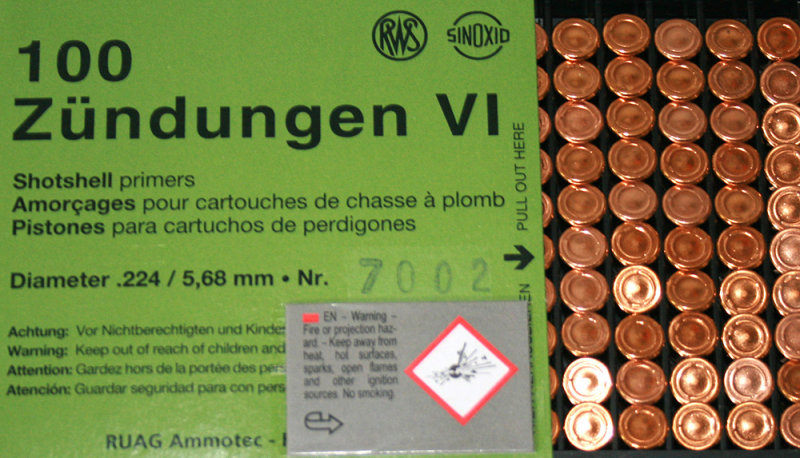 100
RWS
SINOXID
Zündungen VI
Shotshell primers
Amorçages pour cartouches de chasse à plomb
Pistones para cartuchos de perdigones
Diameter .224 / 5,68 mm • Nr. 7002
PULL OUT HERE
Achtung: Vor Nichtberechtigten und Kinde
Warning: Keep out of reach of children and
Attention: Gardez hors de la portée des per
Atención: Guardar seguridad para con pers
EN – Warning –
Fire or projection haz-
ard. – Keep away from
heat, hot surfaces,
sparks, open flames
and other ignition
sources. No smoking.
RUAG Ammotec -